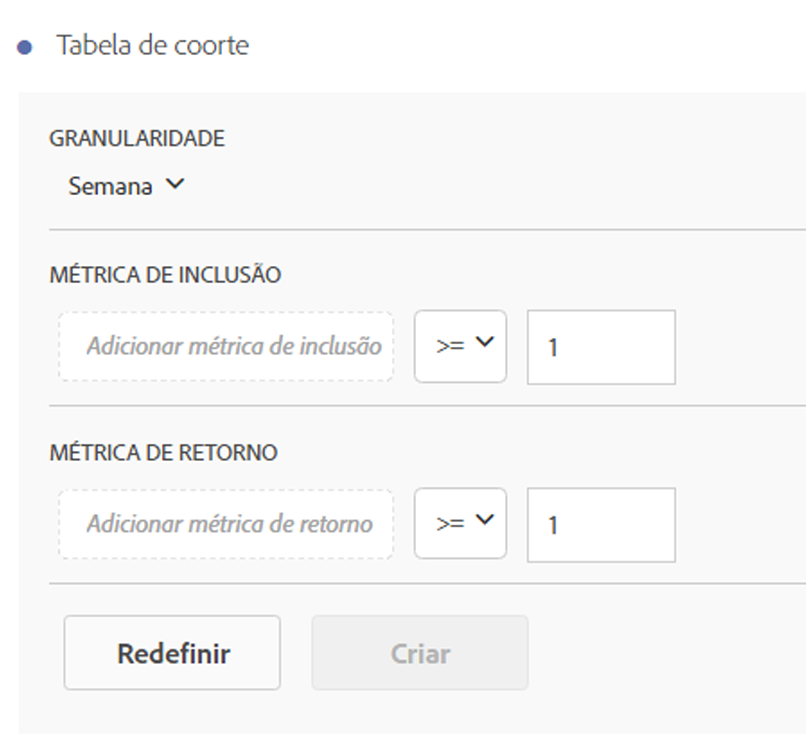 Tabela de coorte
GRANULARIDADE
Semana
MÉTRICA DE INCLUSÃO
Adicionar métrica de inclusão >= 1
MÉTRICA DE RETORNO
Adicionar métrica de retorno >= 1
Redefinir Criar